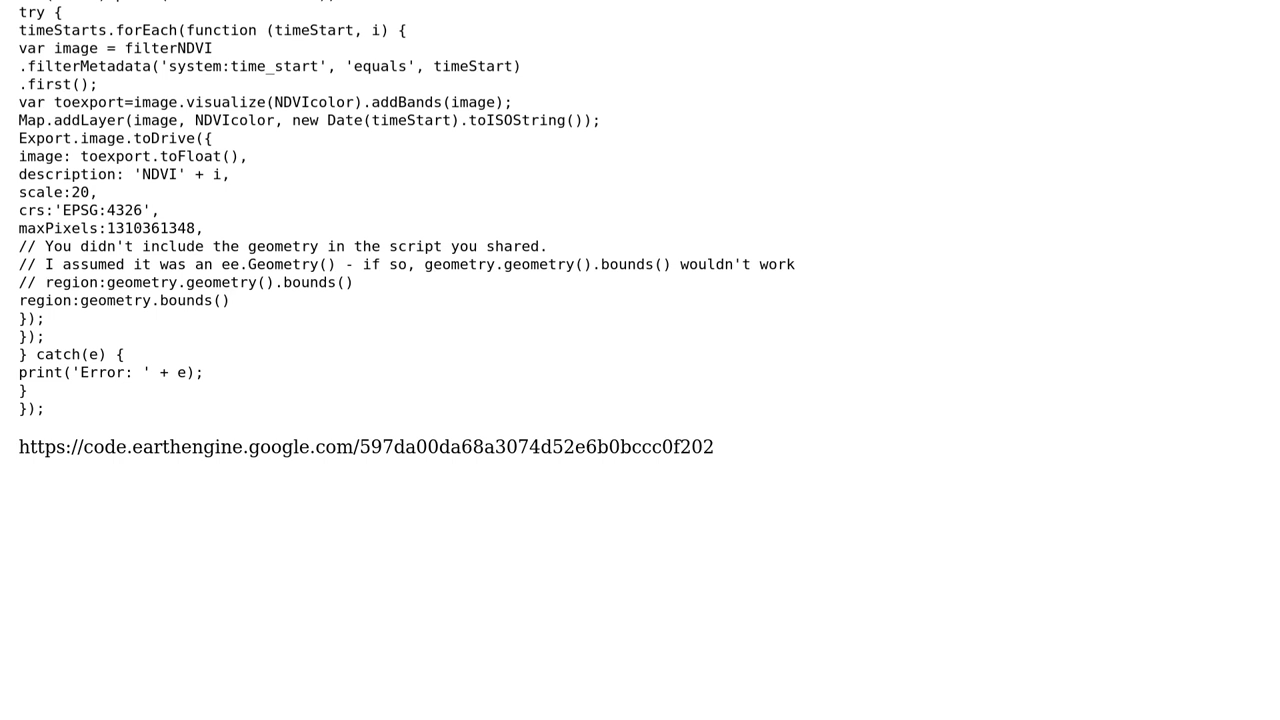 try {
timeStarts.forEach(function (timeStart, i) {
var image = filterNDVI
.filterMetadata('system:time_start', 'equals', timeStart)
.first();
var toexport=image.visualize(NDVIcolor).addBands(image);
Map.addLayer(image, NDVIcolor, new Date(timeStart).toISOString());
Export.image.toDrive({
image: toexport.toFloat(),
description: 'NDVI' + i,
scale:20,
crs:'EPSG:4326',
maxPixels:1310361348,
// You didn't include the geometry in the script you shared.
// I assumed it was an ee.Geometry() - if so, geometry.geometry().bounds() wouldn't work
// region:geometry.geometry().bounds()
region:geometry.bounds()
});
});
} catch(e) {
print('Error: ' + e);
}
});
https://code.earthengine.google.com/597da00da68a3074d52e6b0bccc0f202